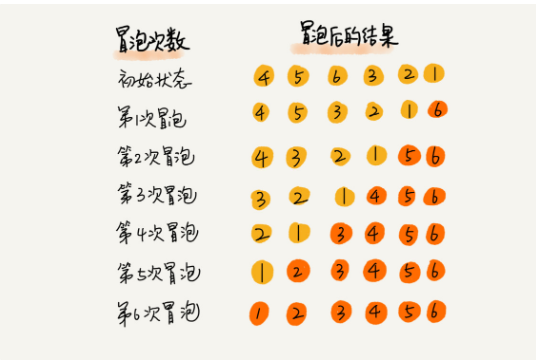 冒泡次数 冒泡后的结果
初始状态 4 5 6 3 2 1
第1次冒泡 4 5 3 2 1 6
第2次冒泡 4 3 2 1 5 6
第3次冒泡 3 2 1 4 5 6
第4次冒泡 2 1 3 4 5 6
第5次冒泡 1 2 3 4 5 6
第6次冒泡 1 2 3 4 5 6